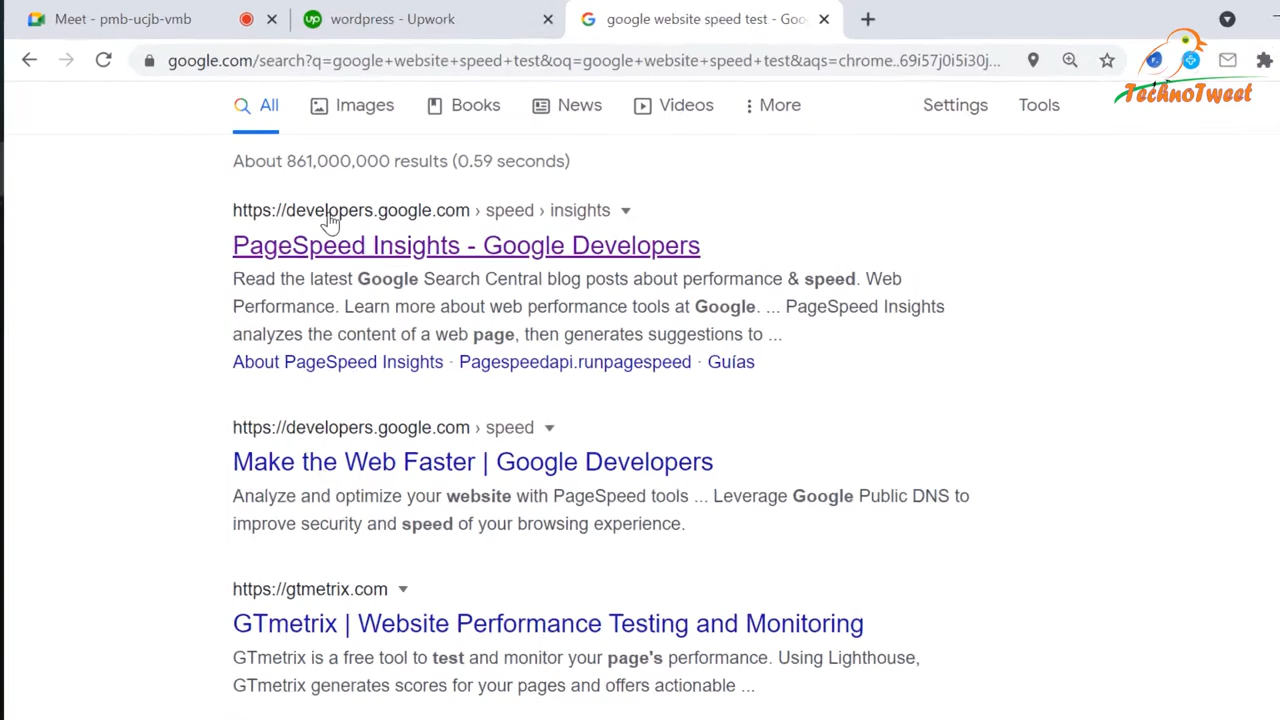 Meet - pmb-ucjb-vmb
wordpress - Upwork
google website speed test - Goo
google.com/search?q=google+website+speed+test&oq=google+website+speed+test&aqs=chrome..69i57j0i5i30j...
TechnoTweet
All Images Books News Videos More Settings Tools
About 861,000,000 results (0.59 seconds)
https://developers.google.com › speed › insights
PageSpeed Insights - Google Developers
Read the latest Google Search Central blog posts about performance & speed. Web
Performance. Learn more about web performance tools at Google. ... PageSpeed Insights
analyzes the content of a web page, then generates suggestions to ...
About PageSpeed Insights · Pagespeedapi.runpagespeed · Guías
https://developers.google.com › speed
Make the Web Faster | Google Developers
Analyze and optimize your website with PageSpeed tools ... Leverage Google Public DNS to
improve security and speed of your browsing experience.
https://gtmetrix.com
GTmetrix | Website Performance Testing and Monitoring
GTmetrix is a free tool to test and monitor your page's performance. Using Lighthouse,
GTmetrix generates scores for your pages and offers actionable ...